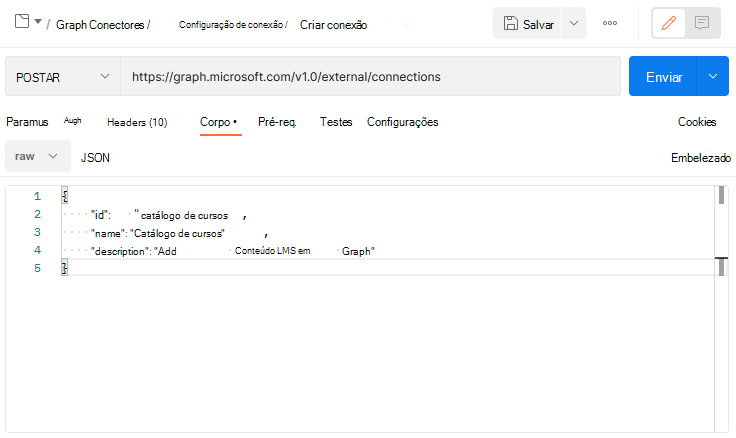 / Graph Conectores / Configuração de conexão / Criar conexão Salvar
POSTAR https://graph.microsoft.com/v1.0/external/connections Enviar
Paramus Augh Headers (10) Corpo • Pré-req. Testes Configurações Cookies
raw JSON Embelezado
1 {
2 "id": "catálogo de cursos ,
3 "name": "Catálogo de cursos" ,
4 "description": "Add Conteúdo LMS em Graph"
5 }